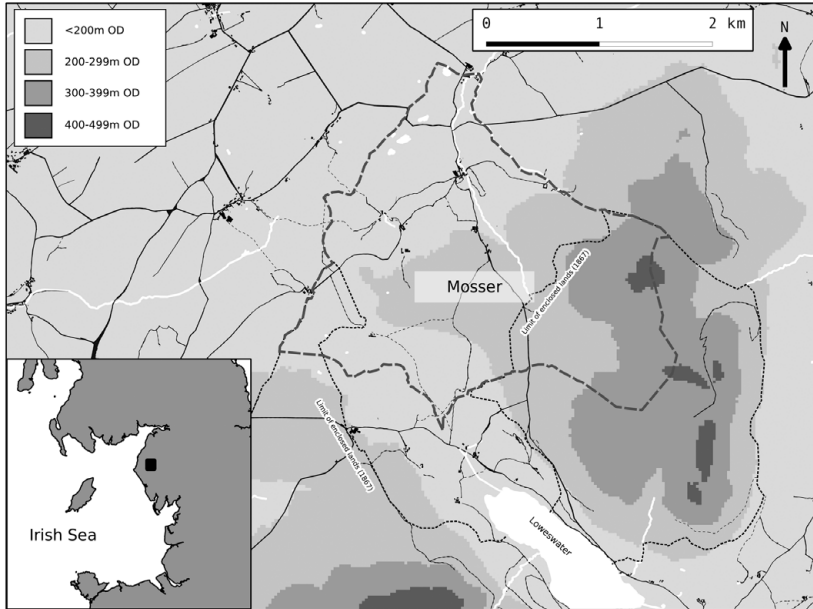 <200m OD
200-299m OD
300-399m OD
400-499m OD
0 1 2 km
N
Mosser
Limit of enclosed lands (1867)
Limit of enclosed lands (1867)
Irish Sea
Loweswater